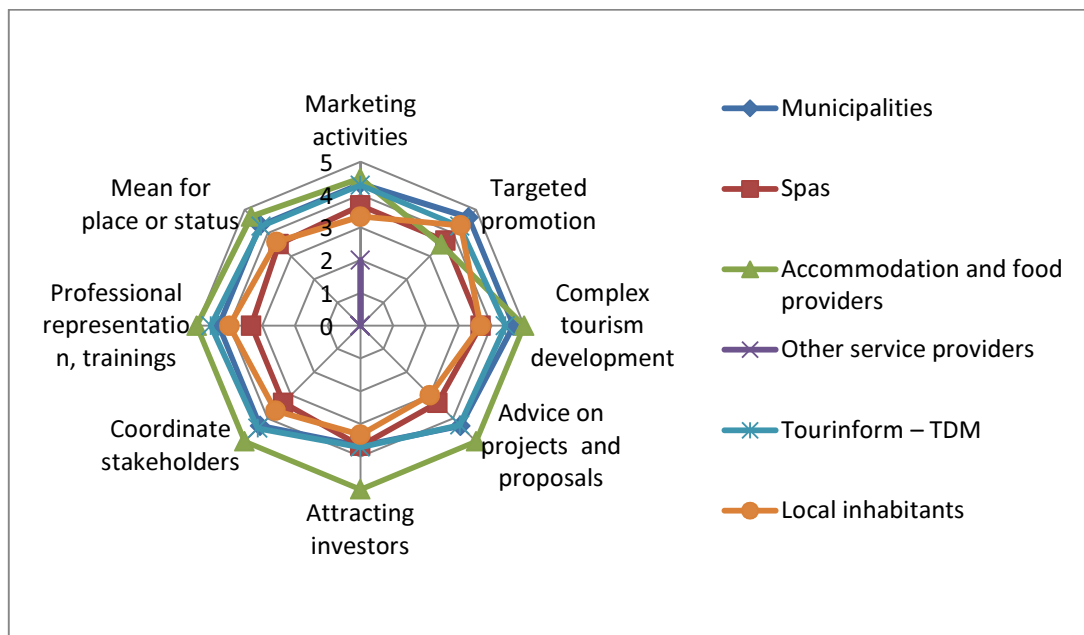 Marketing
activities
Targeted
promotion
Complex
tourism
development
Advice on
projects and
proposals
Attracting
investors
Coordinate
stakeholders
Professional
representatio
n, trainings
Mean for
place or status
5
4
3
2
1
0
Municipalities
Spas
Accommodation and food
providers
Other service providers
Tourinform – TDM
Local inhabitants